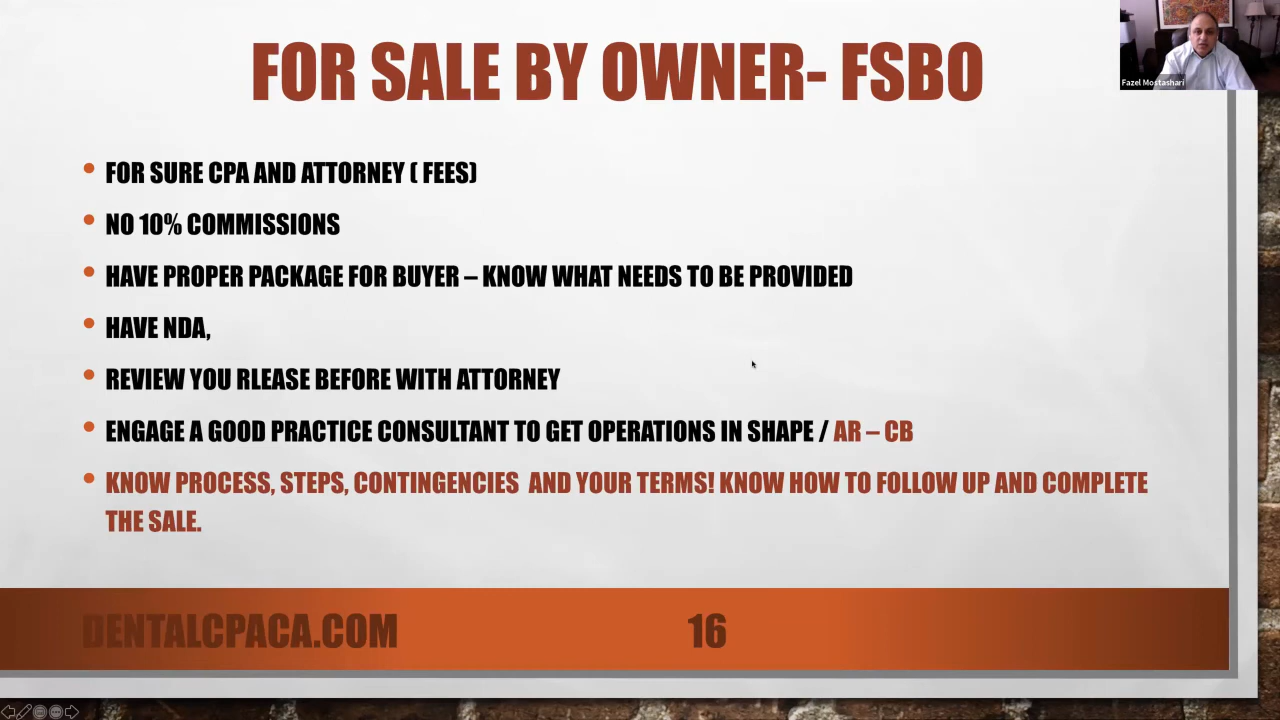 FOR SALE BY OWNER- FSBO
Fazel Mostashari
• FOR SURE CPA AND ATTORNEY ( FEES)
• NO 10% COMMISSIONS
• HAVE PROPER PACKAGE FOR BUYER – KNOW WHAT NEEDS TO BE PROVIDED
• HAVE NDA,
• REVIEW YOU RLEASE BEFORE WITH ATTORNEY
• ENGAGE A GOOD PRACTICE CONSULTANT TO GET OPERATIONS IN SHAPE / AR – CB
• KNOW PROCESS, STEPS, CONTINGENCIES  AND YOUR TERMS! KNOW HOW TO FOLLOW UP AND COMPLETE
THE SALE.
DENTALCPACA.COM
16